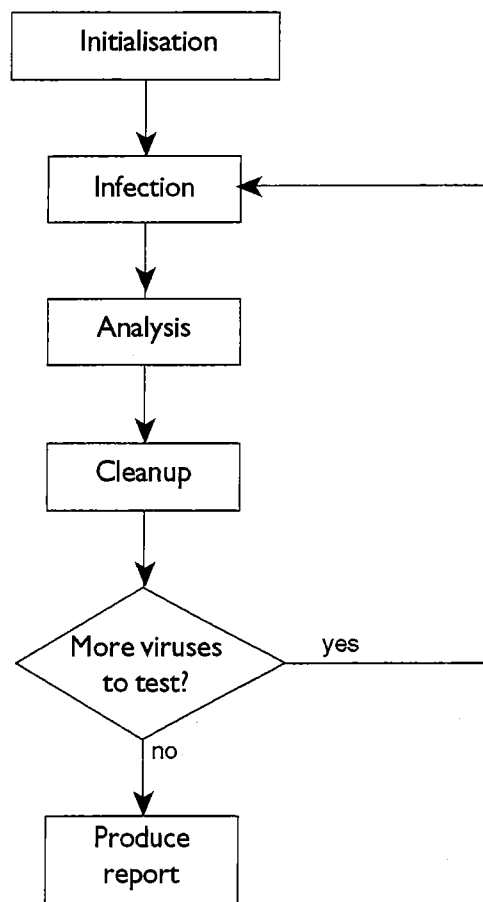 Initialisation
Infection
Analysis
Cleanup
More viruses
to test?
yes
no
Produce
report